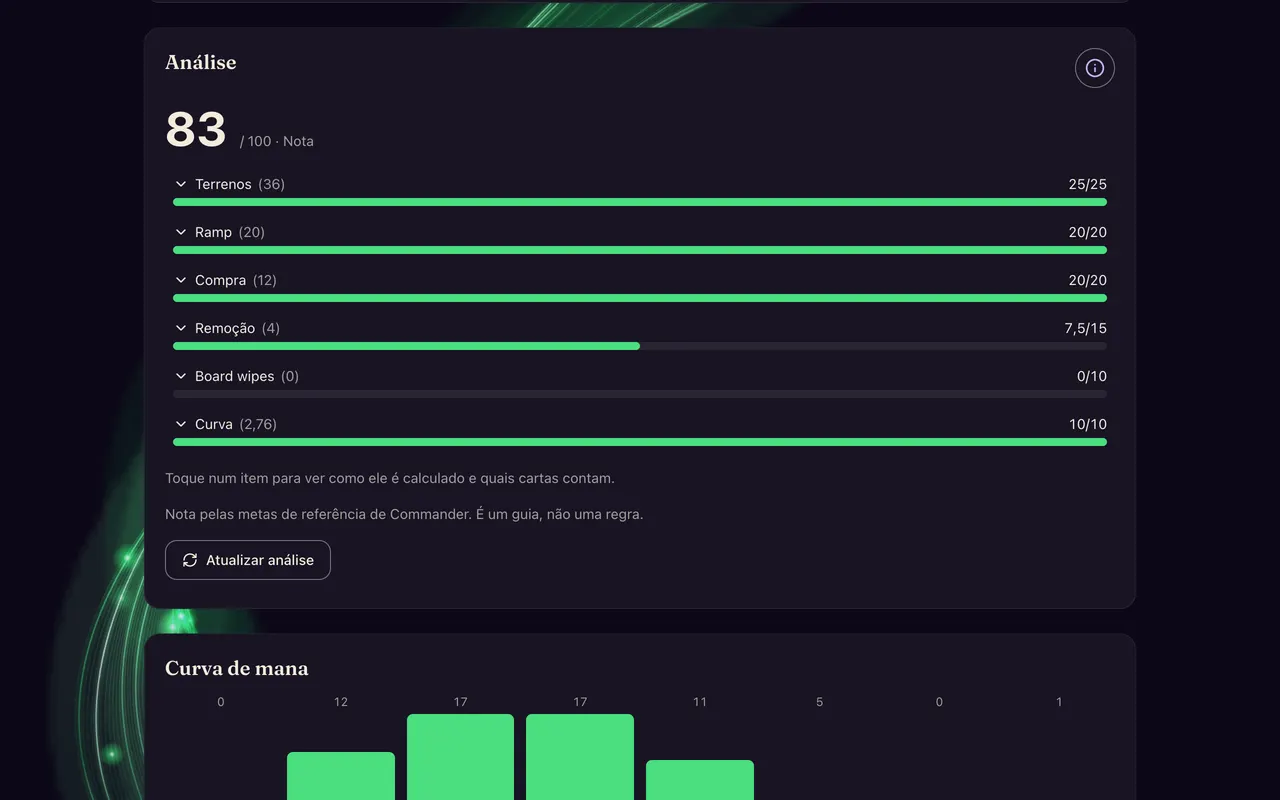 Análise
83 / 100 · Nota
Terrenos (36) 25/25
Ramp (20) 20/20
Compra (12) 20/20
Remoção (4) 7,5/15
Board wipes (0) 0/10
Curva (2,76) 10/10
Toque num item para ver como ele é calculado e quais cartas contam.
Nota pelas metas de referência de Commander. É um guia, não uma regra.
Atualizar análise
Curva de mana
0 12 17 17 11 5 0 1